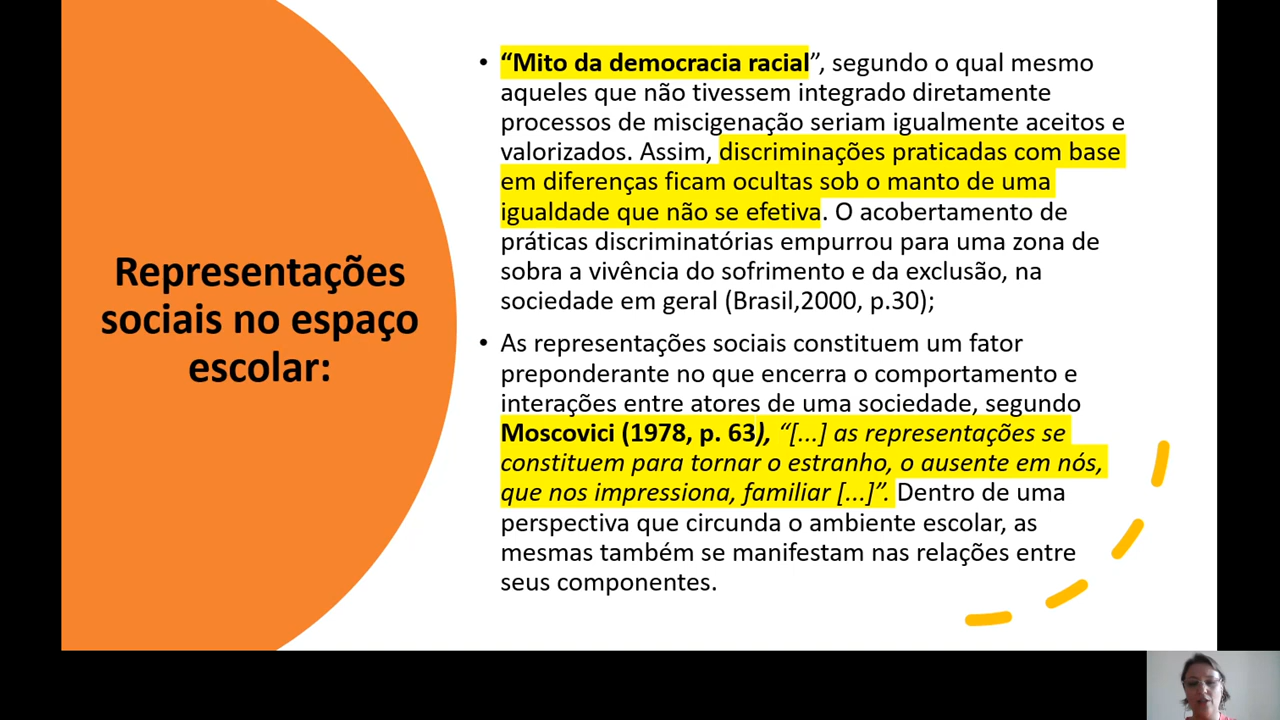 Representações
sociais no espaço
escolar:
• “Mito da democracia racial”, segundo o qual mesmo
aqueles que não tivessem integrado diretamente
processos de miscigenação seriam igualmente aceitos e
valorizados. Assim, discriminações praticadas com base
em diferenças ficam ocultas sob o manto de uma
igualdade que não se efetiva. O acobertamento de
práticas discriminatórias empurrou para uma zona de
sobra a vivência do sofrimento e da exclusão, na
sociedade em geral (Brasil,2000, p.30);
• As representações sociais constituem um fator
preponderante no que encerra o comportamento e
interações entre atores de uma sociedade, segundo
Moscovici (1978, p. 63), “[...] as representações se
constituem para tornar o estranho, o ausente em nós,
que nos impressiona, familiar [...]”. Dentro de uma
perspectiva que circunda o ambiente escolar, as
mesmas também se manifestam nas relações entre
seus componentes.